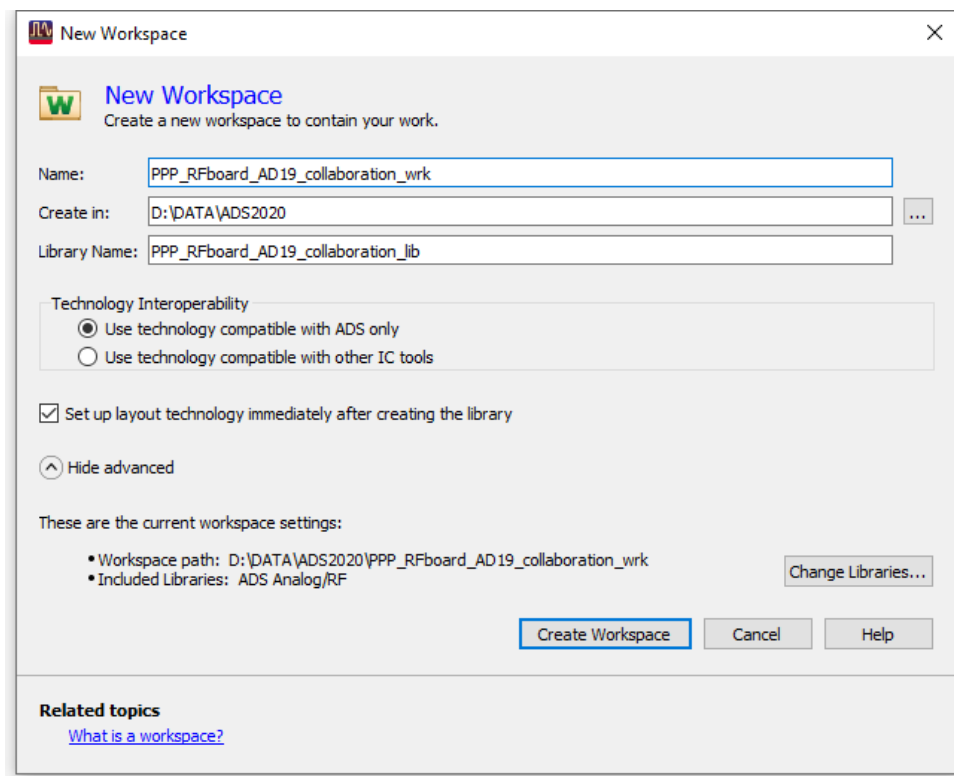 New Workspace
New Workspace
Create a new workspace to contain your work.
Name: PPP_RFboard_AD19_collaboration_wrk
Create in: D:\DATA\ADS2020 ...
Library Name: PPP_RFboard_AD19_collaboration_lib
Technology Interoperability
Use technology compatible with ADS only
Use technology compatible with other IC tools
Set up layout technology immediately after creating the library
Hide advanced
These are the current workspace settings:
• Workspace path: D:\DATA\ADS2020\PPP_RFboard_AD19_collaboration_wrk
• Included Libraries: ADS Analog/RF
Change Libraries...
Create Workspace Cancel Help
Related topics
What is a workspace?